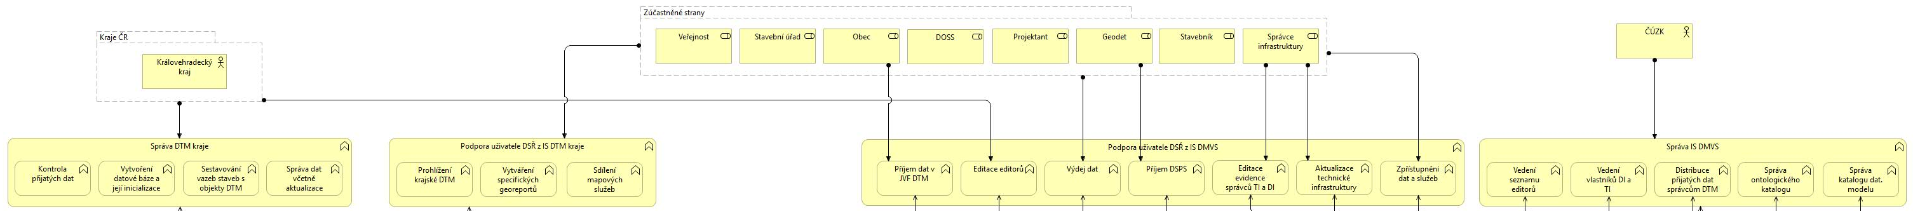 Zúčastněné strany
Kraje ČR
Královehradecký
kraj
Veřejnost
Stavební úřad
Obec
DOSS
Projektant
Geodet
Stavebník
Správce
infrastruktury
ČÚZK
Správa DTM kraje
Kontrola
přijatých dat
Vytvoření
datové báze a
její inicializace
Sestavování
vazeb staveb s
objekty DTM
Správa dat
včetně
aktualizace
Podpora uživatele DSŘ z IS DTM kraje
Prohlížení
krajské DTM
Vytváření
specifických
georeportů
Sdílení
mapových
služeb
Podpora uživatele DSŘ z IS DMVS
Příjem dat v
JVF DTM
Editace editorů
Výdej dat
Příjem DSPS
Editace
evidence
správců TI a DI
Aktualizace
technické
infrastruktury
Zpřístupnění
dat a služeb
Správa IS DMVS
Vedení
seznamu
editorů
Vedení
vlastníků DI a
TI
Distribuce
přijatých dat
správcům DTM
Správa
ontologického
katalogu
Správa
katalogu dat.
modelu